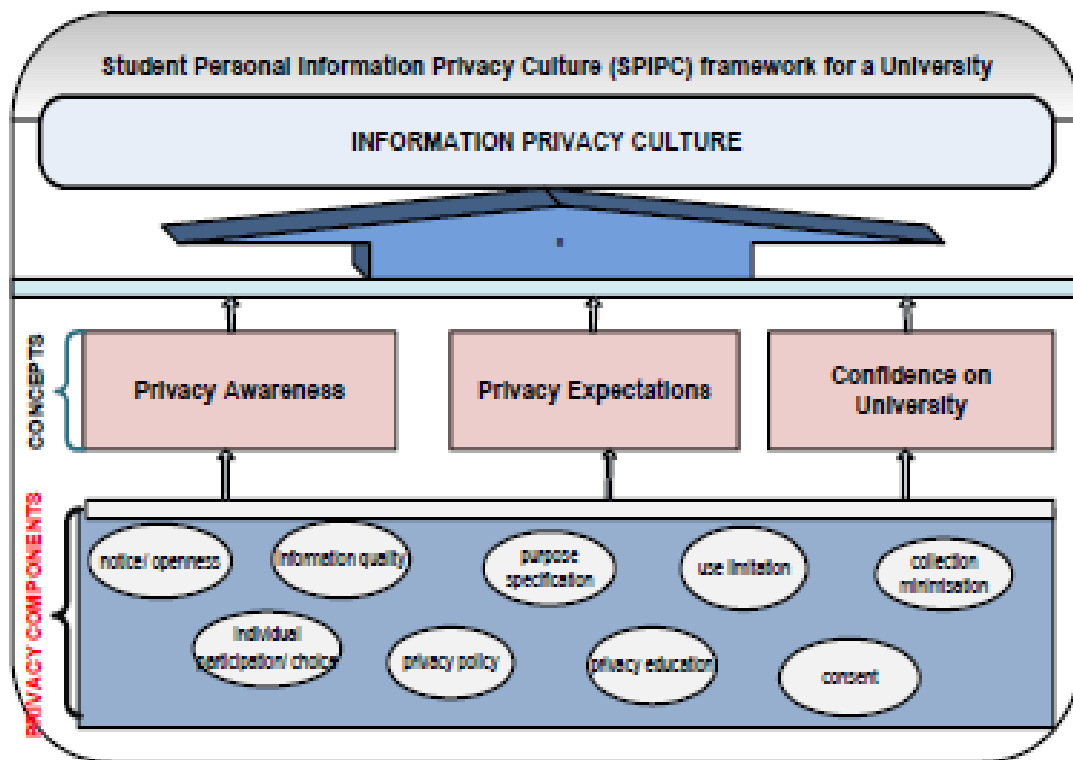 Student Personal Information Privacy Culture (SPIPC) framework for a University
INFORMATION PRIVACY CULTURE
CONCEPTS
Privacy Awareness
Privacy Expectations
Confidence on
University
PRIVACY COMPONENTS
notice/ openness
Information quality
purpose
specification
use limitation
collection
minimisation
Individual
participation/ choice
privacy policy
privacy education
consent